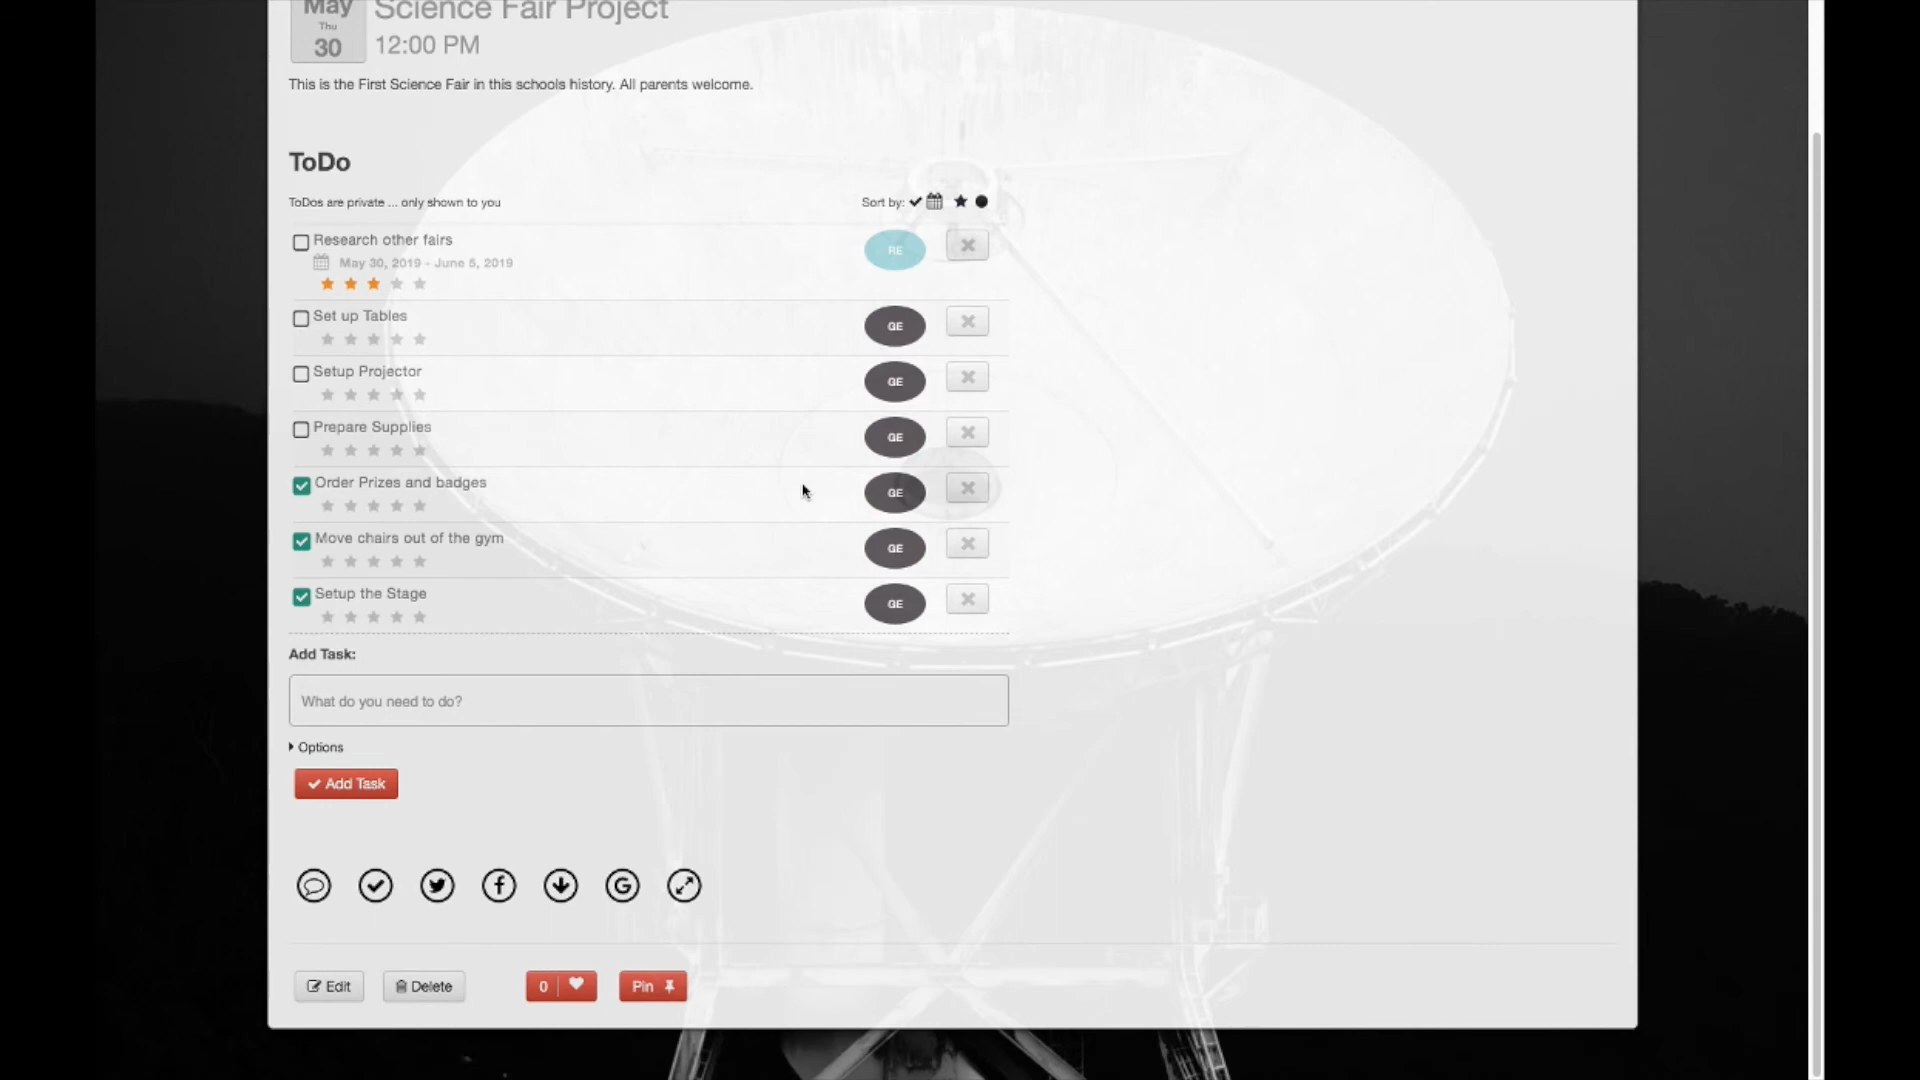 May
Thu
30
Science Fair Project
12:00 PM
This is the First Science Fair in this schools history. All parents welcome.
ToDo
ToDos are private ... only shown to you
Sort by:
Research other fairs
RE
May 30, 2019 - June 5, 2019
Set up Tables
GE
Setup Projector
GE
Prepare Supplies
GE
Order Prizes and badges
GE
Move chairs out of the gym
GE
Setup the Stage
GE
Add Task:
What do you need to do?
Options
Add Task
Edit
Delete
0
Pin